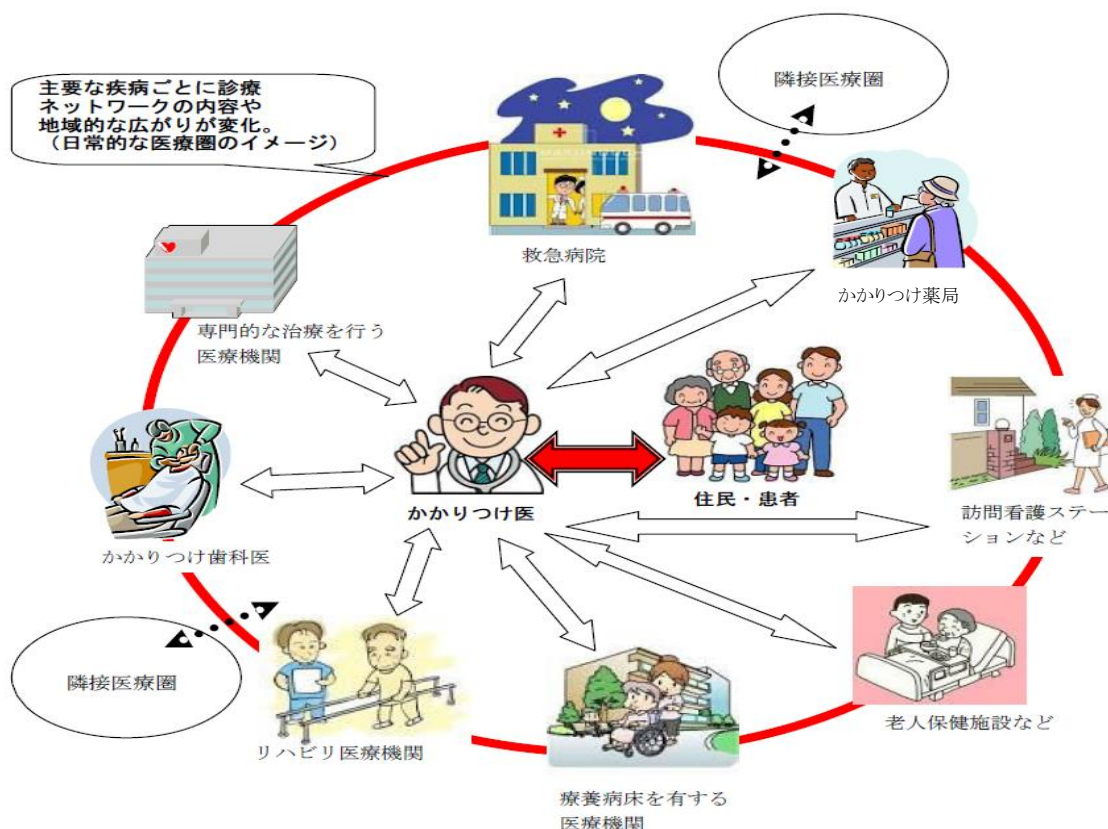 主要な疾病ごとに診療
ネットワークの内容や
地域的な広がりが変化。
（日常的な医療圏のイメージ）
隣接医療圏
救急病院
かかりつけ薬局
専門的な治療を行う
医療機関
かかりつけ医
住民・患者
訪問看護ステー
ションなど
かかりつけ歯科医
隣接医療圏
リハビリ医療機関
老人保健施設など
療養病床を有する
医療機関